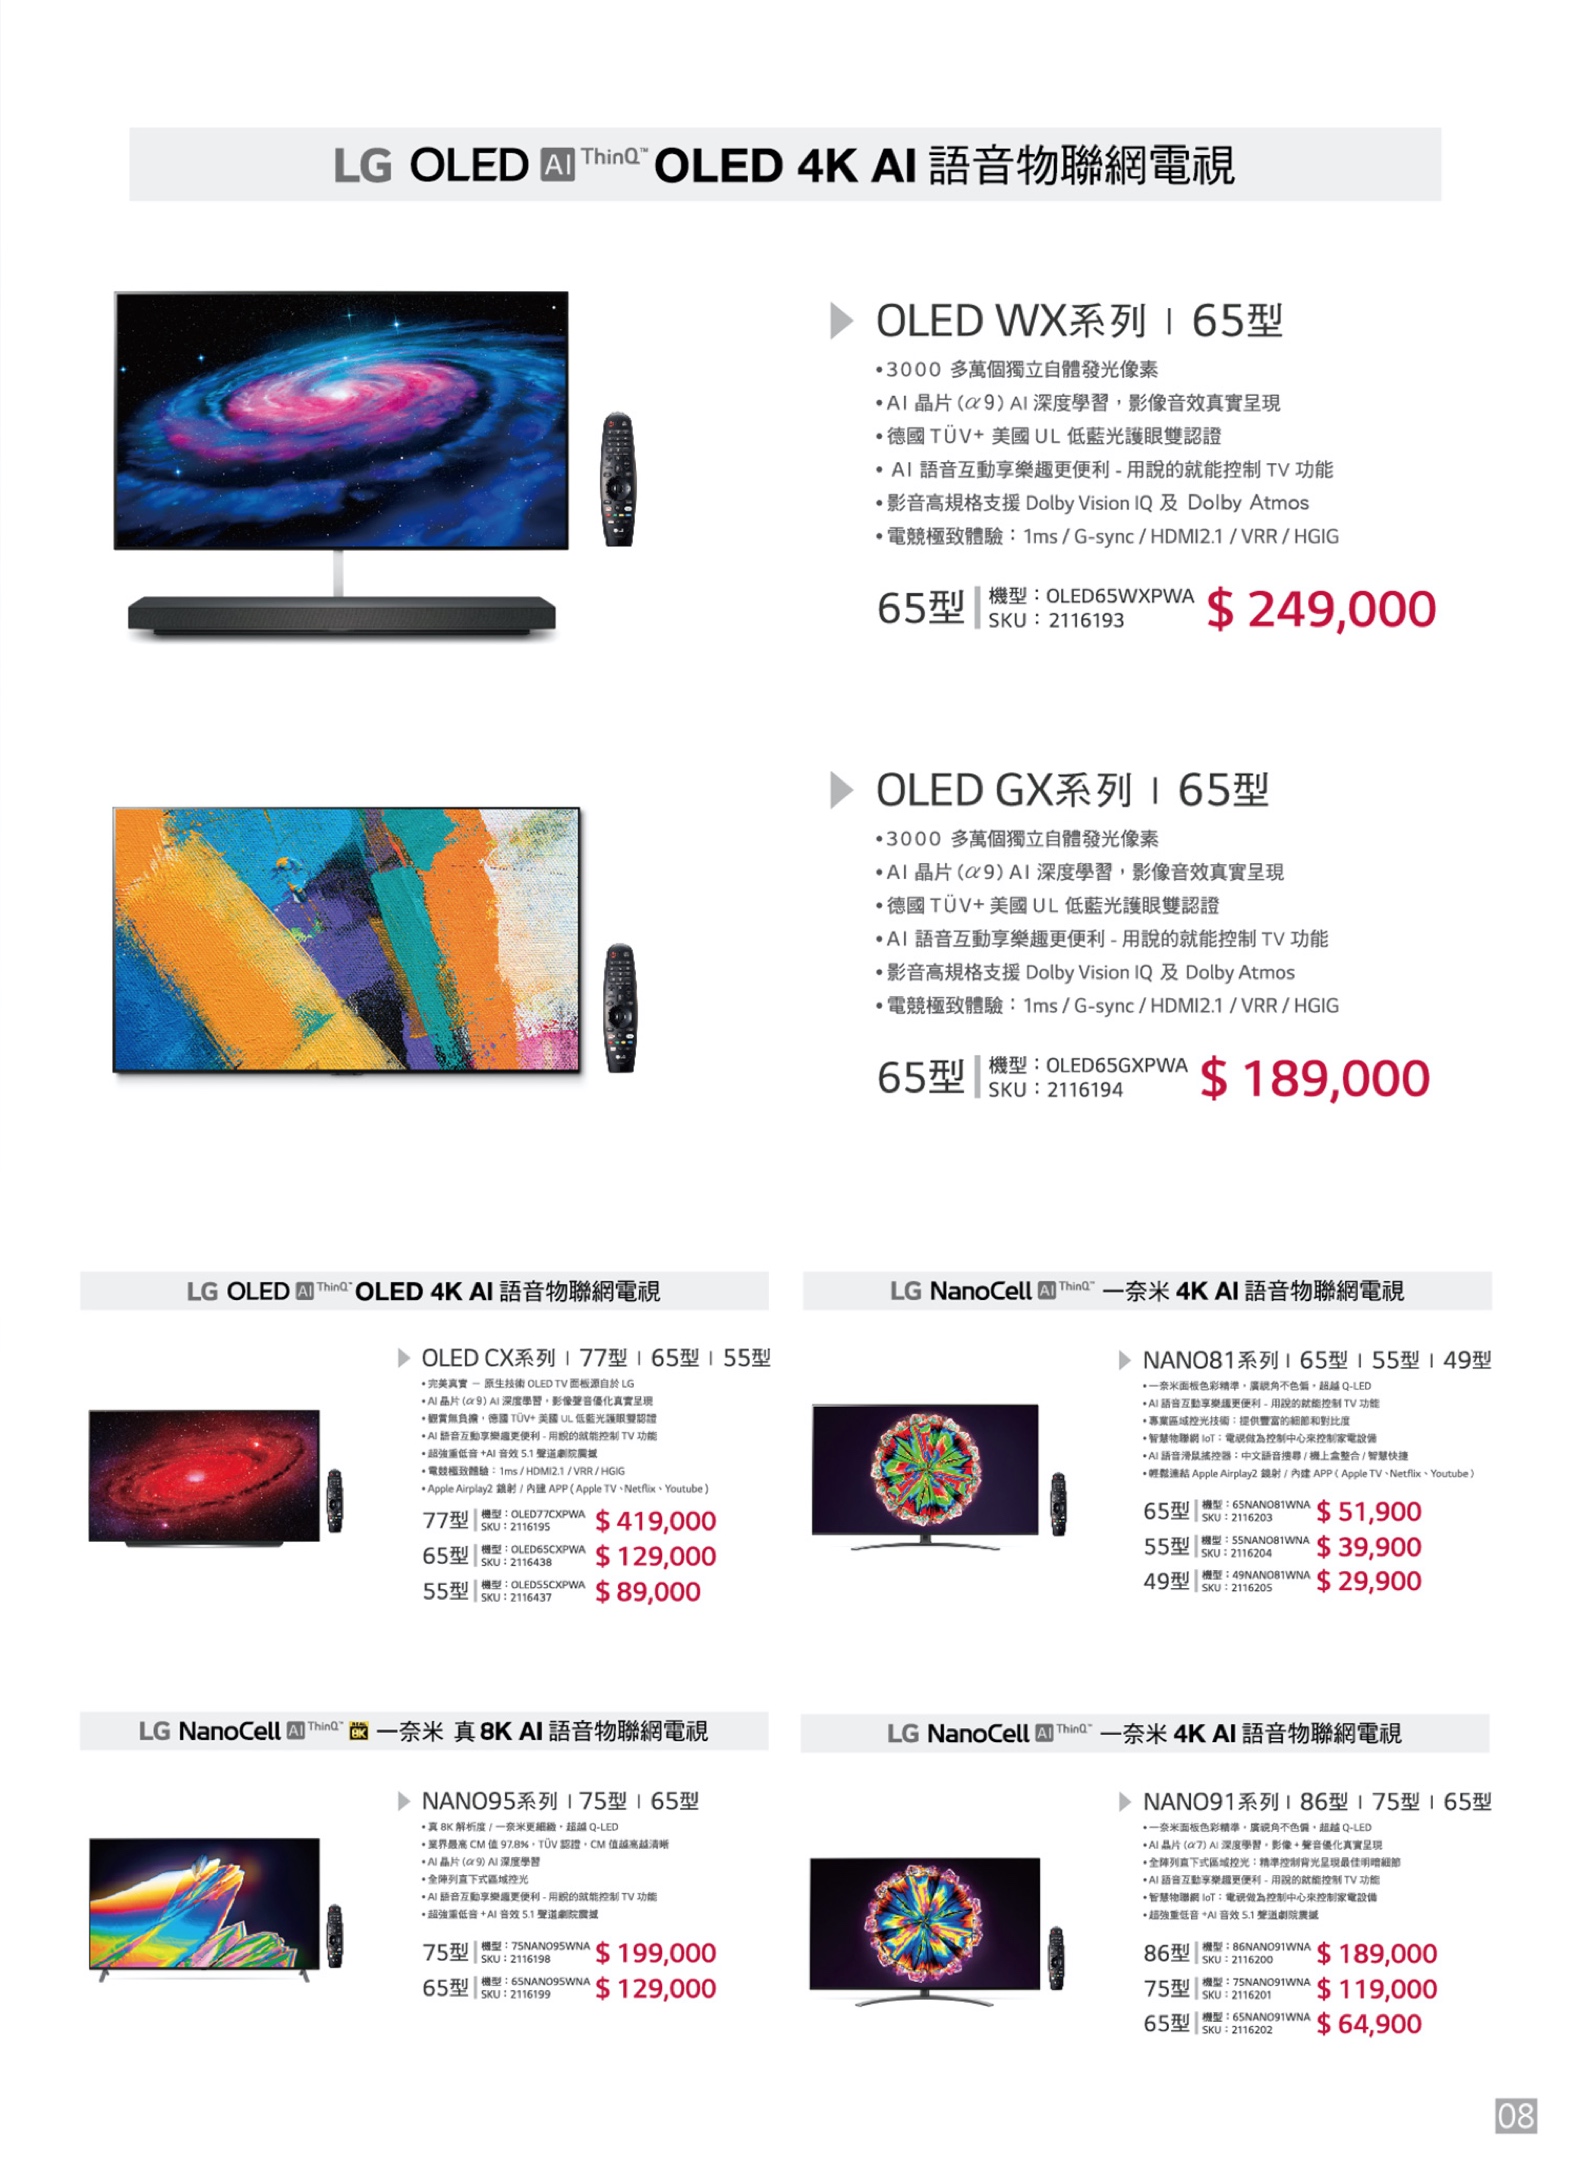 LG OLED AI ThinQ™ OLED 4K AI 語音物聯網電視
OLED WX系列 | 65型
•3000 多萬個獨立自體發光像素
•AI 晶片(α9) AI 深度學習，影像音效真實呈現
•德國TÜV+ 美國UL 低藍光護眼雙認證
• AI 語音互動享樂趣更便利 - 用說的就能控制 TV 功能
•影音高規格支援 Dolby Vision IQ 及 Dolby Atmos
•電競極致體驗：1ms / G-sync / HDMI2.1 / VRR / HGIG
65型 | 機型：OLED65WXPWA $ 249,000
SKU：2116193
OLED GX系列 | 65型
•3000 多萬個獨立自體發光像素
•AI 晶片(α9) AI 深度學習，影像音效真實呈現
•德國TÜV+ 美國UL 低藍光護眼雙認證
•AI 語音互動享樂趣更便利 - 用說的就能控制 TV 功能
•影音高規格支援 Dolby Vision IQ 及 Dolby Atmos
•電競極致體驗：1ms / G-sync / HDMI2.1 / VRR / HGIG
65型 | 機型：OLED65GXPWA $ 189,000
SKU：2116194
LG OLED AI ThinQ™ OLED 4K AI 語音物聯網電視
OLED CX系列 | 77型 | 65型 | 55型
•完美真實 － 原生技術 OLED TV 面板源自於 LG
•AI 晶片(α9) AI 深度學習，影像聲音優化真實呈現
•觀賞無負擔，德國 TÜV+ 美國 UL 低藍光護眼雙認證
•AI 語音互動享樂趣更便利 - 用說的就能控制 TV 功能
•超強重低音 +AI 音效 5.1 聲道劇院震撼
•電競極致體驗：1ms / HDMI2.1 / VRR / HGIG
•Apple Airplay2 鏡射 / 內建 APP ( Apple TV、Netflix、Youtube )
77型 | 機型：OLED77CXPWA $ 419,000
SKU：2116195
65型 | 機型：OLED65CXPWA $ 129,000
SKU：2116438
55型 | 機型：OLED55CXPWA $ 89,000
SKU：2116437
LG NanoCell AI ThinQ™ 一奈米 4K AI 語音物聯網電視
NANO81系列 | 65型 | 55型 | 49型
•一奈米面板色彩精準，廣視角不色偏，超越 Q-LED
•AI 語音互動享樂趣更便利 - 用說的就能控制 TV 功能
•專業區域控光技術：提供豐富的細節和對比度
•智慧物聯網 IoT：電視做為控制中心來控制家電設備
•AI 語音滑鼠搖控器：中文語音搜尋 / 機上盒整合 / 智慧快捷
•輕鬆連結 Apple Airplay2 鏡射 / 內建 APP ( Apple TV、Netflix、Youtube )
65型 | 機型：65NANO81WNA $ 51,900
SKU：2116203
55型 | 機型：55NANO81WNA $ 39,900
SKU：2116204
49型 | 機型：49NANO81WNA $ 29,900
SKU：2116205
LG NanoCell AI ThinQ™ REAL 8K 一奈米 真 8K AI 語音物聯網電視
NANO95系列 | 75型 | 65型
•真 8K 解析度 / 一奈米更細緻，超越 Q-LED
•業界最高 CM 值 97.8%，TÜV 認證，CM 值越高越清晰
•AI 晶片(α9) AI 深度學習
•全陣列直下式區域控光
•AI 語音互動享樂趣更便利 - 用說的就能控制 TV 功能
•超強重低音 +AI 音效 5.1 聲道劇院震撼
75型 | 機型：75NANO95WNA $ 199,000
SKU：2116198
65型 | 機型：65NANO95WNA $ 129,000
SKU：2116199
LG NanoCell AI ThinQ™ 一奈米 4K AI 語音物聯網電視
NANO91系列 | 86型 | 75型 | 65型
•一奈米面板色彩精準，廣視角不色偏，超越 Q-LED
•AI 晶片(α7) AI 深度學習，影像 + 聲音優化真實呈現
•全陣列直下式區域控光：精準控制背光呈現最佳明暗細節
•AI 語音互動享樂趣更便利 - 用說的就能控制 TV 功能
•智慧物聯網 IoT：電視做為控制中心來控制家電設備
•超強重低音 +AI 音效 5.1 聲道劇院震撼
86型 | 機型：86NANO91WNA $ 189,000
SKU：2116200
75型 | 機型：75NANO91WNA $ 119,000
SKU：2116201
65型 | 機型：65NANO91WNA $ 64,900
SKU：2116202
08